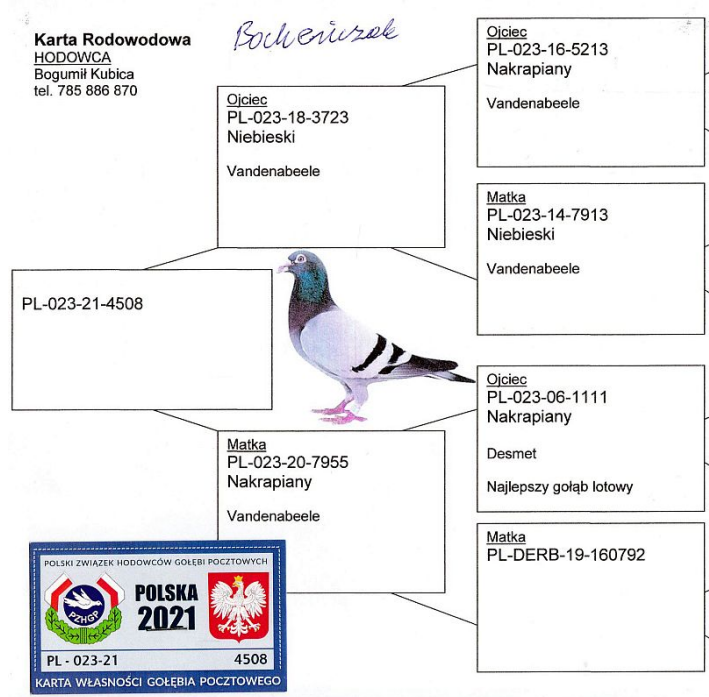 Karta Rodowodowa
HODOWCA
Bogumił Kubica
tel. 785 886 870
Ojciec
PL-023-18-3723
Niebieski
Vandenabeele
Ojciec
PL-023-16-5213
Nakrapiany
Vandenabeele
Matka
PL-023-14-7913
Niebieski
Vandenabeele
PL-023-21-4508
Matka
PL-023-20-7955
Nakrapiany
Vandenabeele
Ojciec
PL-023-06-1111
Nakrapiany
Desmet
Najlepszy gołąb lotowy
Matka
PL-DERB-19-160792
POLSKI ZWIĄZEK HODOWCÓW GOŁĘBI POCZTOWYCH
PZHGP
POLSKA
2021
PL - 023-21 4508
KARTA WŁASNOŚCI GOŁĘBIA POCZTOWEGO